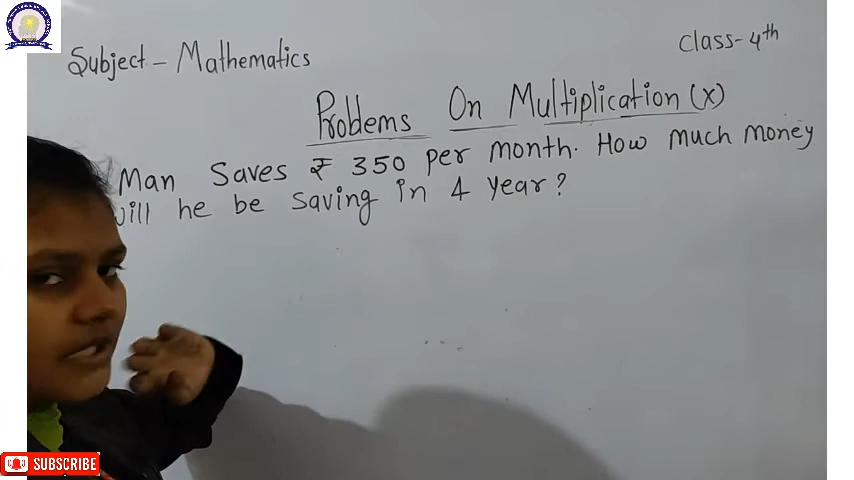 Subject - Mathematics
Class- 4th
Problems On Multiplication (x)
Man Saves ₹ 350 per month. How much money
will he be saving in 4 year?
SUBSCRIBE